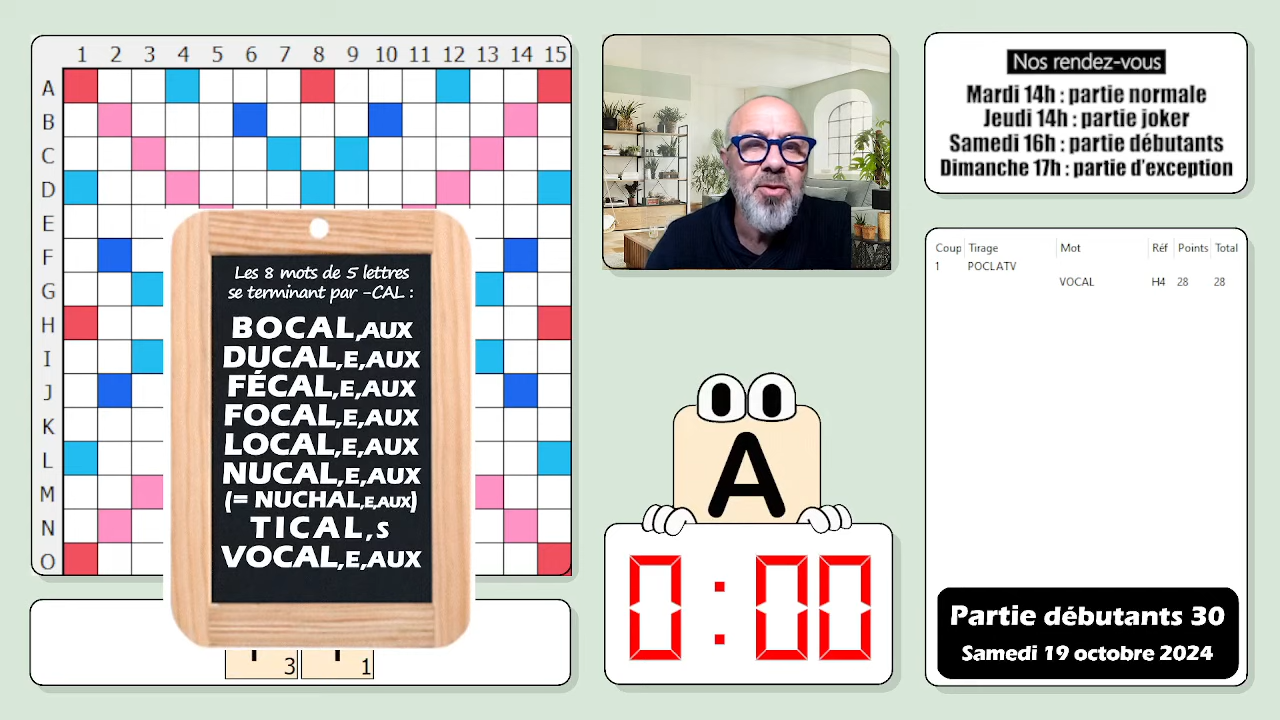 1 2 3 4 5 6 7 8 9 10 11 12 13 14 15
A
B
C
D
E
F
G
H
I
J
K
L
M
N
O
Les 8 mots de 5 lettres
se terminant par -CAL :
BOCAL,AUX
DUCAL,E,AUX
FÉCAL,E,AUX
FOCAL,E,AUX
LOCAL,E,AUX
NUCAL,E,AUX
(= NUCHAL,E,AUX)
TICAL,S
VOCAL,E,AUX
3 1
A
0:00
Nos rendez-vous
Mardi 14h : partie normale
Jeudi 14h : partie joker
Samedi 16h : partie débutants
Dimanche 17h : partie d'exception
Coup Tirage Mot Réf Points Total
1 POCLATV
VOCAL H4 28 28
Partie débutants 30
Samedi 19 octobre 2024